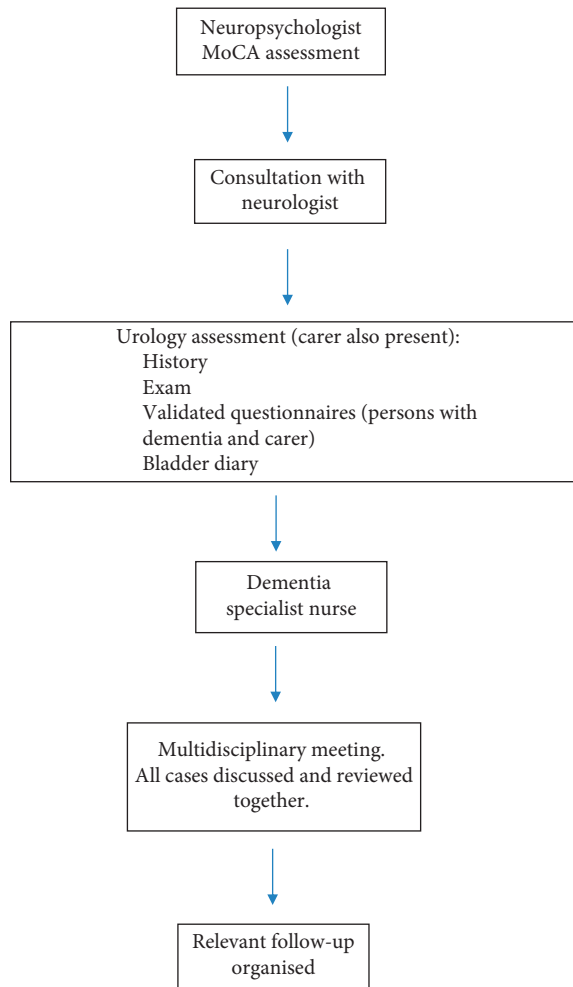 Neuropsychologist
MoCA assessment
Consultation with
neurologist
Urology assessment (carer also present):
History
Exam
Validated questionnaires (persons with
dementia and carer)
Bladder diary
Dementia
specialist nurse
Multidisciplinary meeting.
All cases discussed and reviewed
together.
Relevant follow-up
organised